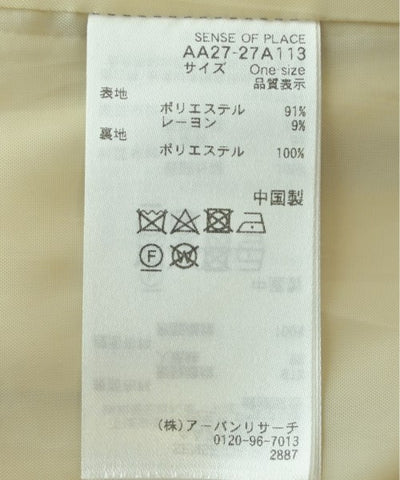 SENSE OF PLACE
AA27-27A113
サイズ One size
品質表示
表地
ポリエステル 91%
レーヨン 9%
裏地
ポリエステル 100%
中国製
F W
(株)アーバンリサーチ
0120-96-7013
2887